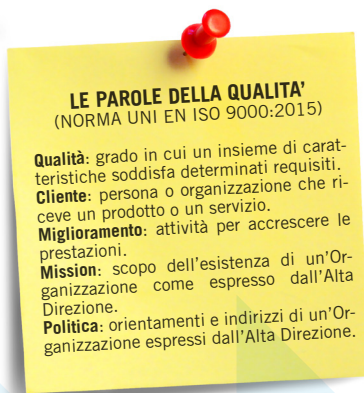 LE PAROLE DELLA QUALITA'
(NORMA UNI EN ISO 9000:2015)
Qualità: grado in cui un insieme di carat-
teristiche soddisfa determinati requisiti.
Cliente: persona o organizzazione che ri-
ceve un prodotto o un servizio.
Miglioramento: attività per accrescere le
prestazioni.
Mission: scopo dell'esistenza di un'Or-
ganizzazione come espresso dall'Alta
Direzione.
Politica: orientamenti e indirizzi di un'Or-
ganizzazione espressi dall'Alta Direzione.